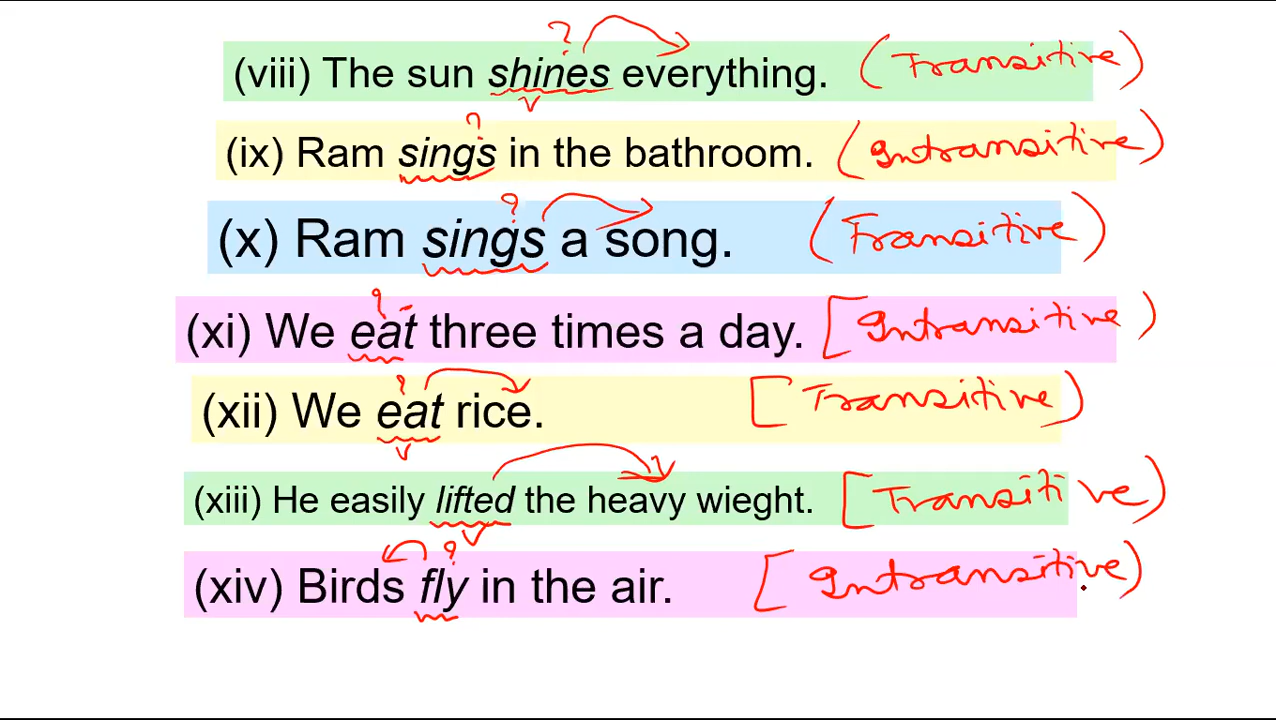 (viii) The sun shines everything. (Transitive)
(ix) Ram sings in the bathroom. (Intransitive)
(x) Ram sings a song. (Transitive)
(xi) We eat three times a day. [Intransitive)
(xii) We eat rice. [Transitive)
(xiii) He easily lifted the heavy wieght. [Transitive)
(xiv) Birds fly in the air. [Intransitive)